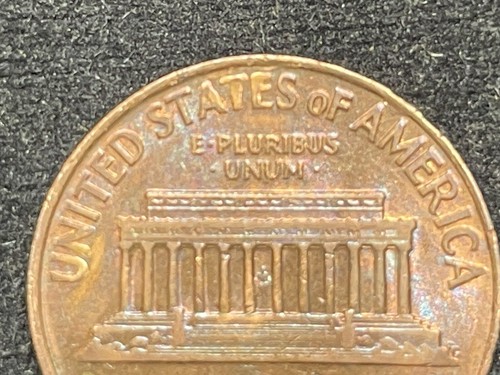 UNITED STATES OF AMERICA
E·PLURIBUS
·UNUM·